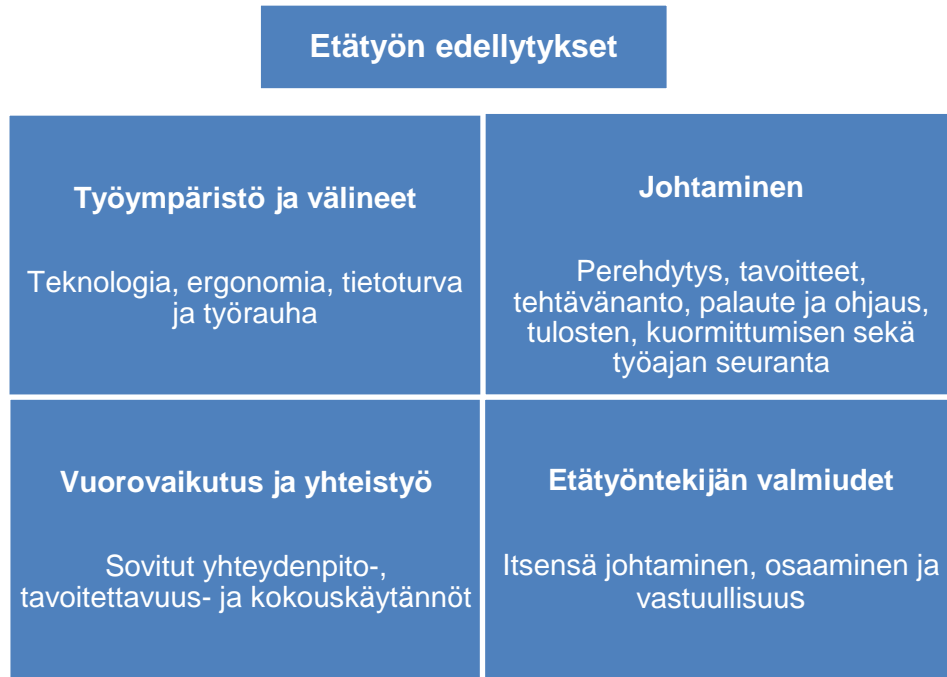 Etätyön edellytykset
Työympäristö ja välineet
Teknologia, ergonomia, tietoturva
ja työrauha
Johtaminen
Perehdytys, tavoitteet,
tehtävänanto, palaute ja ohjaus,
tulosten, kuormittumisen sekä
työajan seuranta
Vuorovaikutus ja yhteistyö
Sovitut yhteydenpito-,
tavoitettavuus- ja kokouskäytännöt
Etätyöntekijän valmiudet
Itsensä johtaminen, osaaminen ja
vastuullisuus